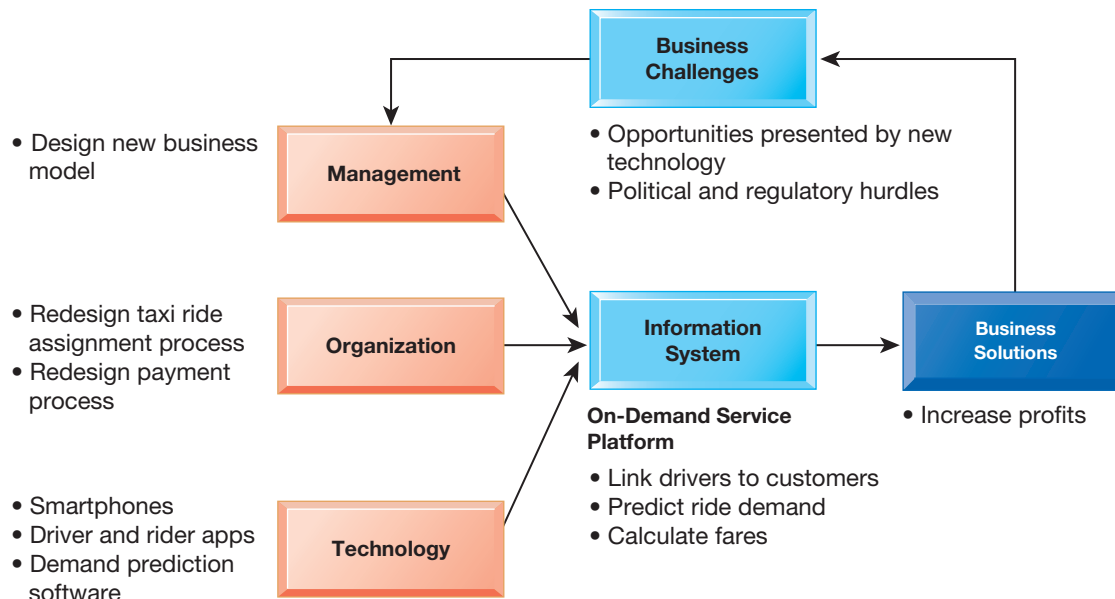 Business
Challenges
• Opportunities presented by new
technology
• Political and regulatory hurdles
• Design new business
model
Management
• Redesign taxi ride
assignment process
• Redesign payment
process
Organization
Information
System
Business
Solutions
On-Demand Service
Platform
• Link drivers to customers
• Predict ride demand
• Calculate fares
• Increase profits
• Smartphones
• Driver and rider apps
• Demand prediction
software
Technology